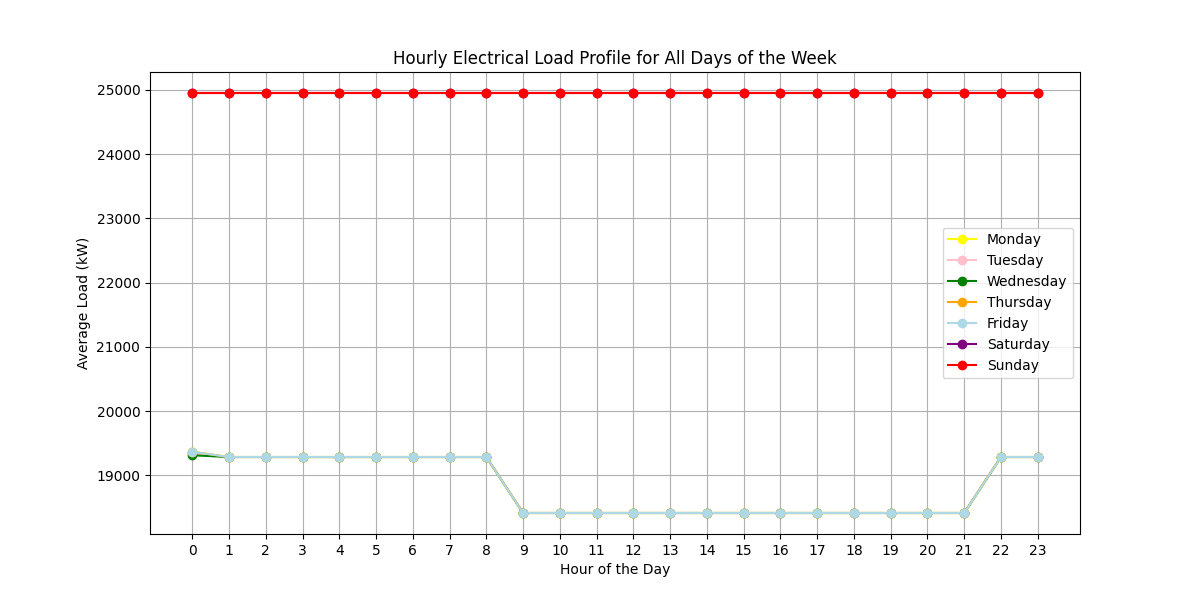 Hourly Electrical Load Profile for All Days of the Week
Average Load (kW)
25000
24000
23000
22000
21000
20000
19000
Monday
Tuesday
Wednesday
Thursday
Friday
Saturday
Sunday
0 1 2 3 4 5 6 7 8 9 10 11 12 13 14 15 16 17 18 19 20 21 22 23
Hour of the Day